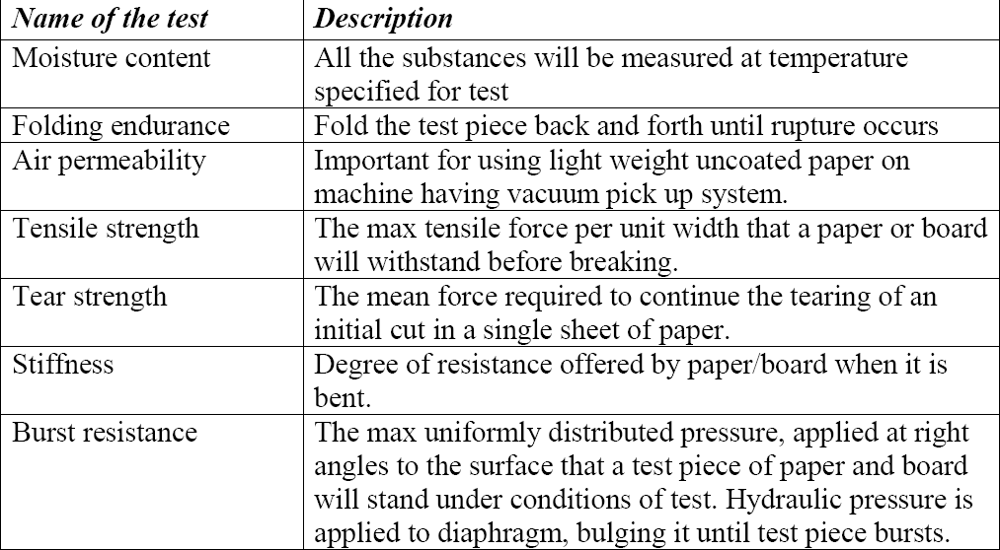 Name of the test Description
Moisture content All the substances will be measured at temperature
specified for test
Folding endurance Fold the test piece back and forth until rupture occurs
Air permeability Important for using light weight uncoated paper on
machine having vacuum pick up system.
Tensile strength The max tensile force per unit width that a paper or board
will withstand before breaking.
Tear strength The mean force required to continue the tearing of an
initial cut in a single sheet of paper.
Stiffness Degree of resistance offered by paper/board when it is
bent.
Burst resistance The max uniformly distributed pressure, applied at right
angles to the surface that a test piece of paper and board
will stand under conditions of test. Hydraulic pressure is
applied to diaphragm, bulging it until test piece bursts.